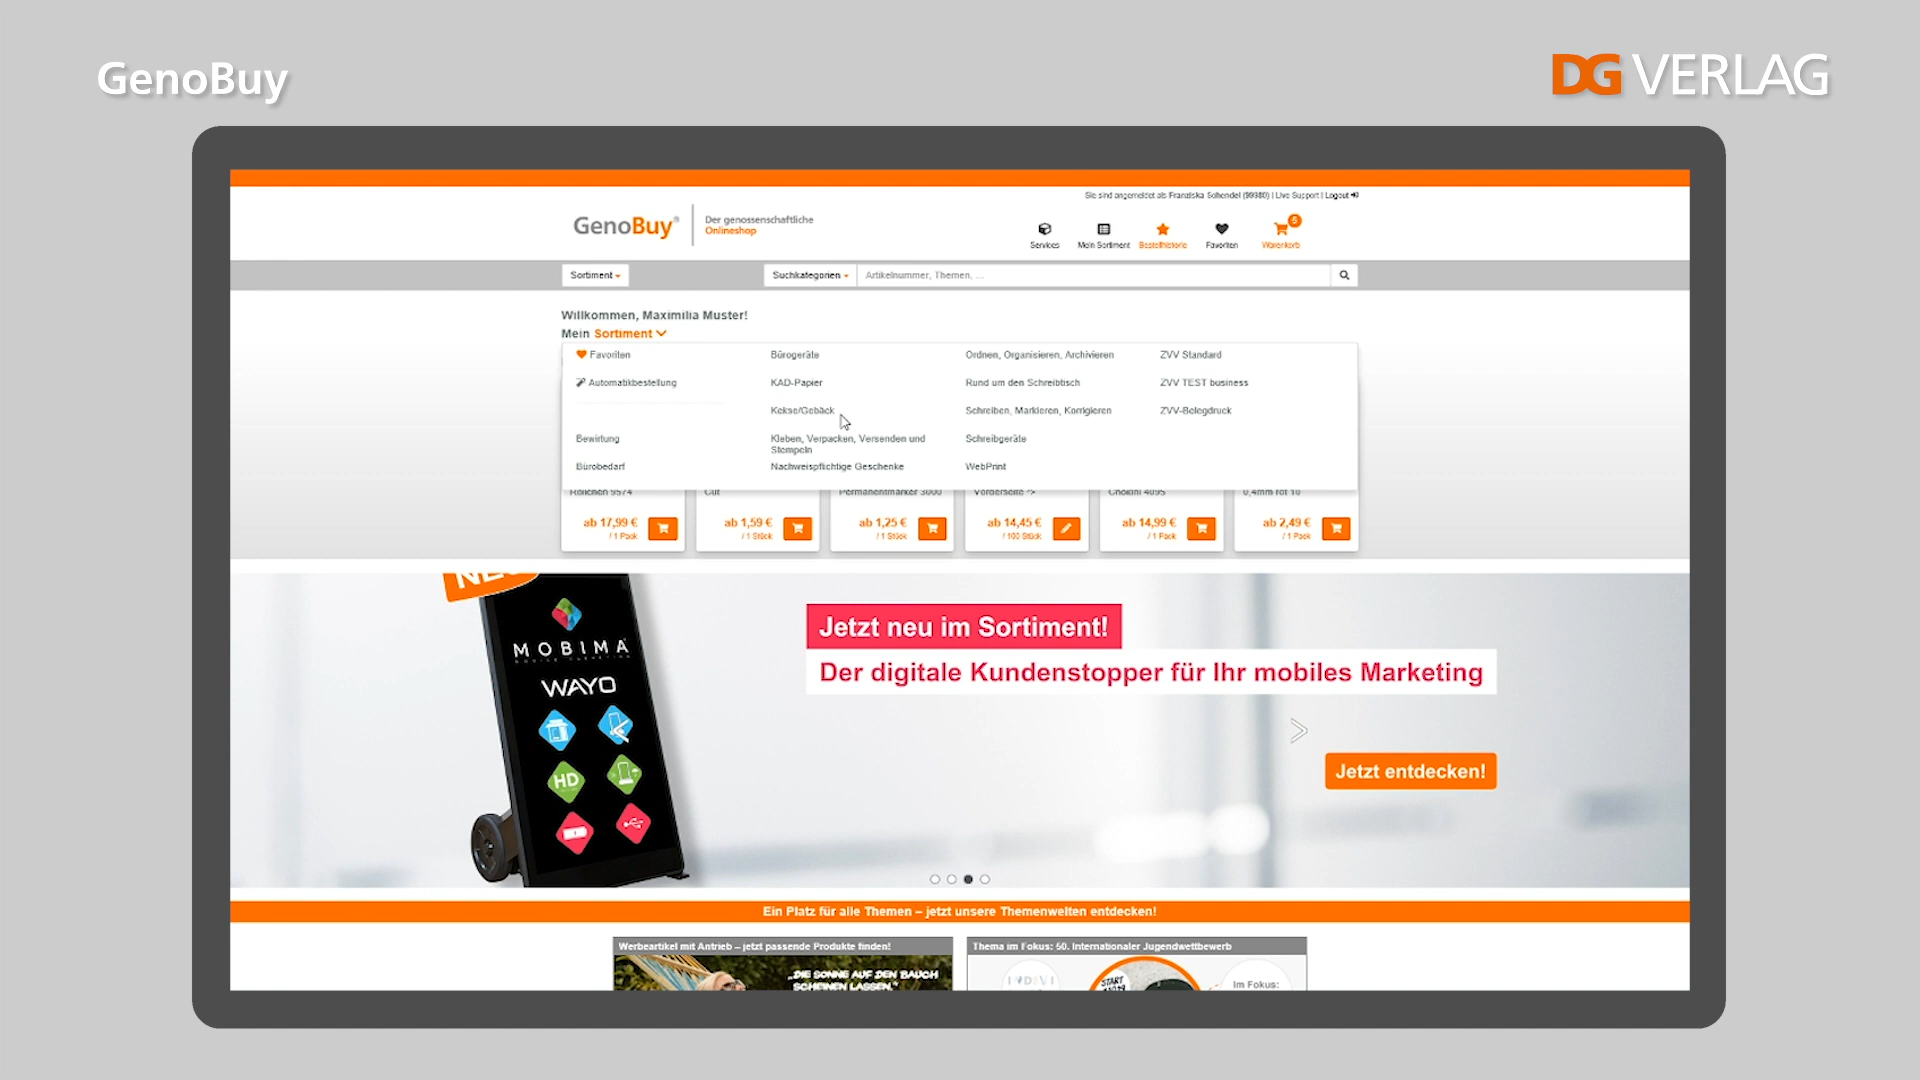 GenoBuy
DG VERLAG
Sie sind angemeldet als Franziska Schendel (99980) | Live Support | Logout
GenoBuy®
Der genossenschaftliche
Onlineshop
5
Services
Mein Sortiment
Bestellhistorie
Favoriten
Warenkorb
Sortiment
Suchkategorien
Artikelnummer, Themen, ...
Willkommen, Maximilia Muster!
Mein Sortiment
Favoriten
Automatikbestellung
Bewirtung
Bürobedarf
Bürogeräte
KAD-Papier
Kekse/Gebäck
Kleben, Verpacken, Versenden und
Stempeln
Nachweispflichtige Geschenke
Ordnen, Organisieren, Archivieren
Rund um den Schreibtisch
Schreiben, Markieren, Korrigieren
Schreibgeräte
WebPrint
ZVV Standard
ZVV TEST business
ZVV-Belegdruck
Röllchen 9574
Gut
Permanentmarker 3000
Vorderseite ->
4095
0,4mm rot 10
ab 17,99 €
/ 1 Pack
ab 1,59 €
/ 1 Stück
ab 1,25 €
/ 1 Stück
ab 14,45 €
/ 100 Stück
ab 14,99 €
/ 1 Pack
ab 2,49 €
/ 1 Pack
MOBIMA
WAYO
HD
Jetzt neu im Sortiment!
Der digitale Kundenstopper für Ihr mobiles Marketing
Jetzt entdecken!
Ein Platz für alle Themen – jetzt unsere Themenwelten entdecken!
Werbeartikel mit Antrieb – jetzt passende Produkte finden!
„DIE SONNE AUF DEN BAUCH
SCHEINEN LASSEN."
Thema im Fokus: 50. Internationaler Jugendwettbewerb
START
Im Fokus: